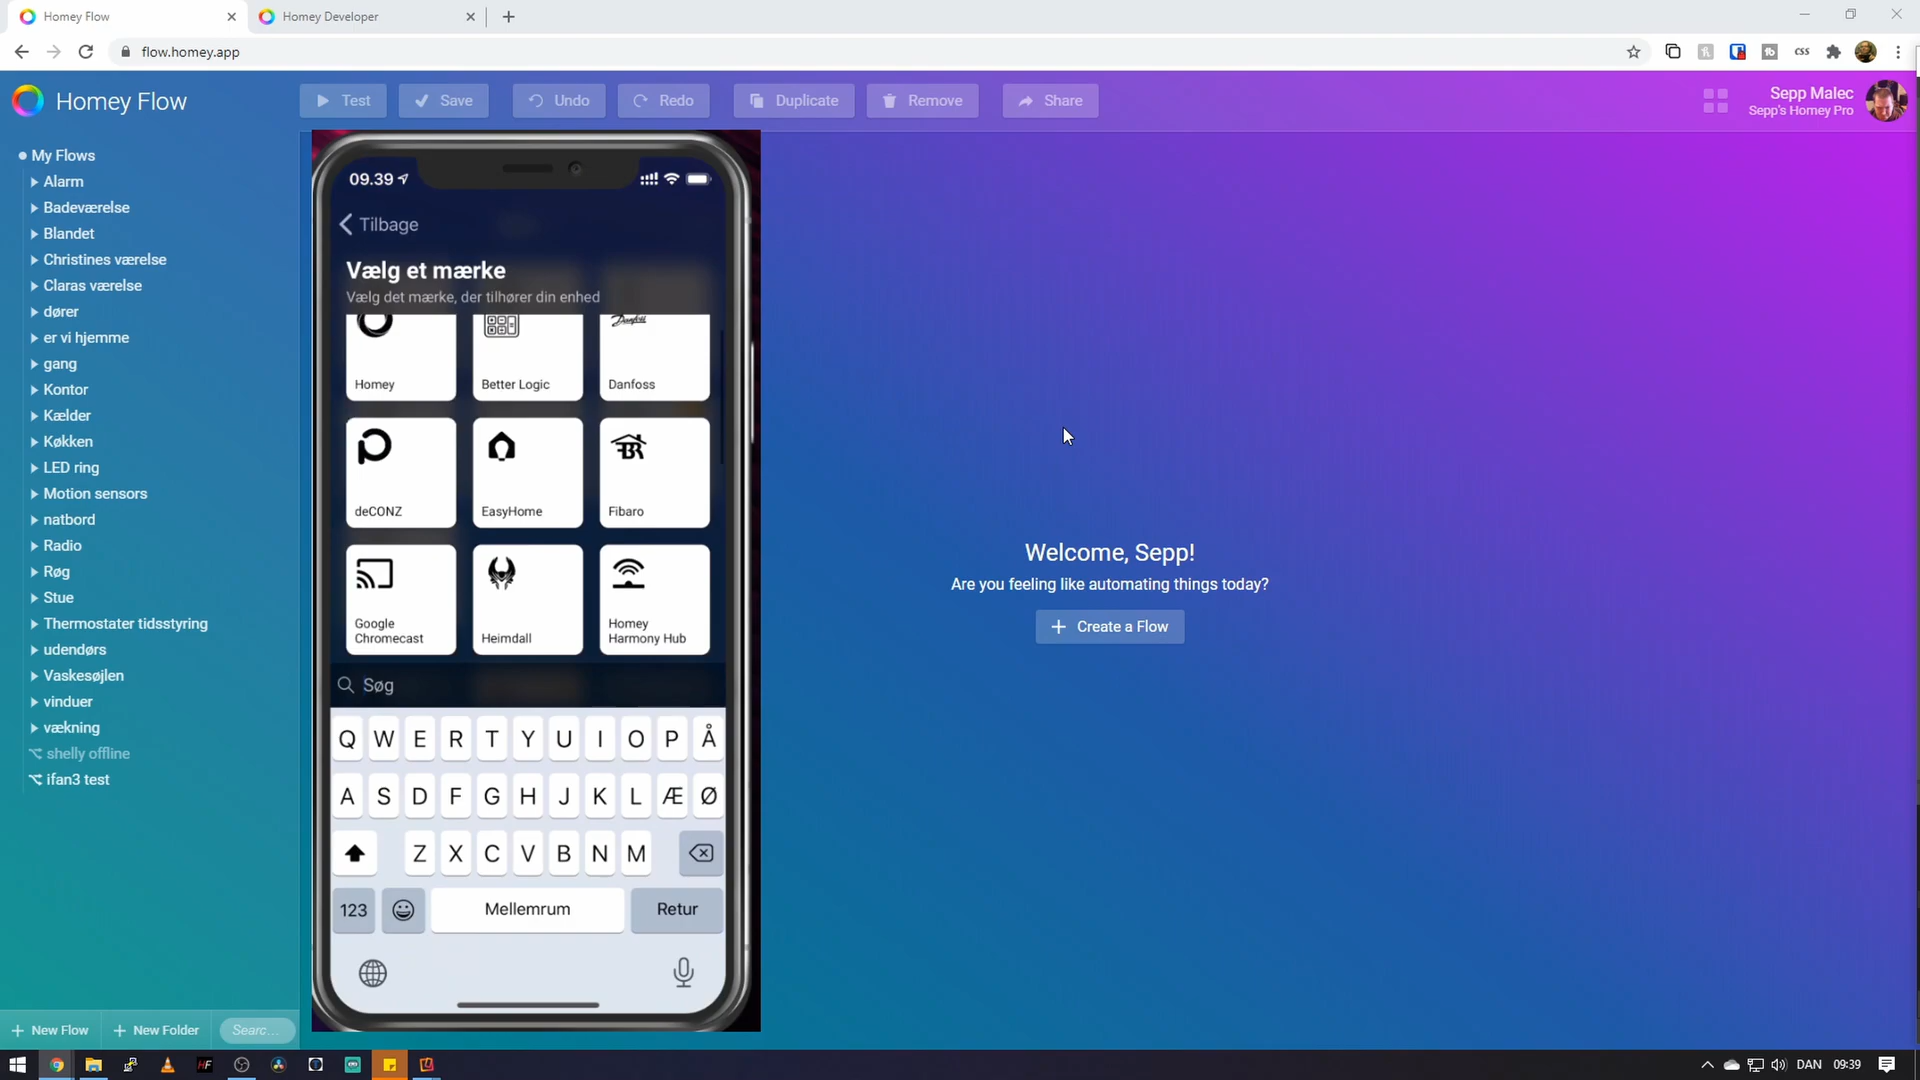 Homey Flow
Homey Developer
flow.homey.app
css
Homey Flow
Test
Save
Undo
Redo
Duplicate
Remove
Share
Sepp Malec
Sepp's Homey Pro
My Flows
Alarm
Badeværelse
Blandet
Christines værelse
Claras værelse
dører
er vi hjemme
gang
Kontor
Kælder
Køkken
LED ring
Motion sensors
natbord
Radio
Røg
Stue
Thermostater tidsstyring
udendørs
Vaskesøjlen
vinduer
vækning
shelly offline
ifan3 test
New Flow
New Folder
Searc...
09.39
Tilbage
Vælg et mærke
Vælg det mærke, der tilhører din enhed
Homey
Better Logic
Danfoss
deCONZ
EasyHome
Fibaro
Google
Chromecast
Heimdall
Homey
Harmony Hub
Søg
Q W E R T Y U I O P Å
A S D F G H J K L Æ Ø
Z X C V B N M
123
Mellemrum
Retur
Welcome, Sepp!
Are you feeling like automating things today?
Create a Flow
HF
DAN
09:39